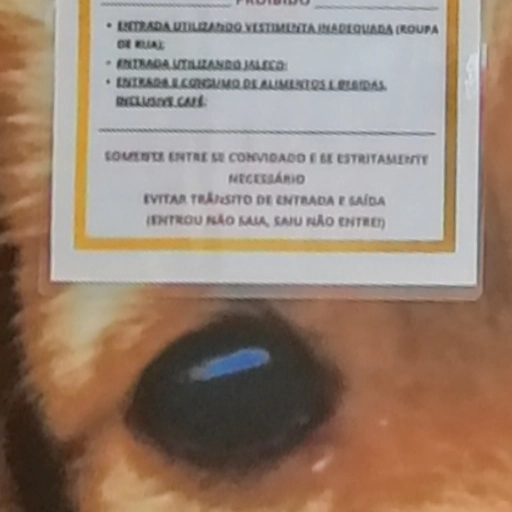 PROIBIDO
• ENTRADA UTILIZANDO VESTIMENTA INADEQUADA (ROUPA
DE RUA);
• ENTRADA UTILIZANDO JALECO;
• ENTRADA E CONSUMO DE ALIMENTOS E BEBIDAS,
INCLUSIVE CAFÉ;
SOMENTE ENTRE SE CONVIDADO E SE ESTRITAMENTE
NECESSÁRIO
EVITAR TRÂNSITO DE ENTRADA E SAÍDA
(ENTROU NÃO SAIA, SAIU NÃO ENTRE!)